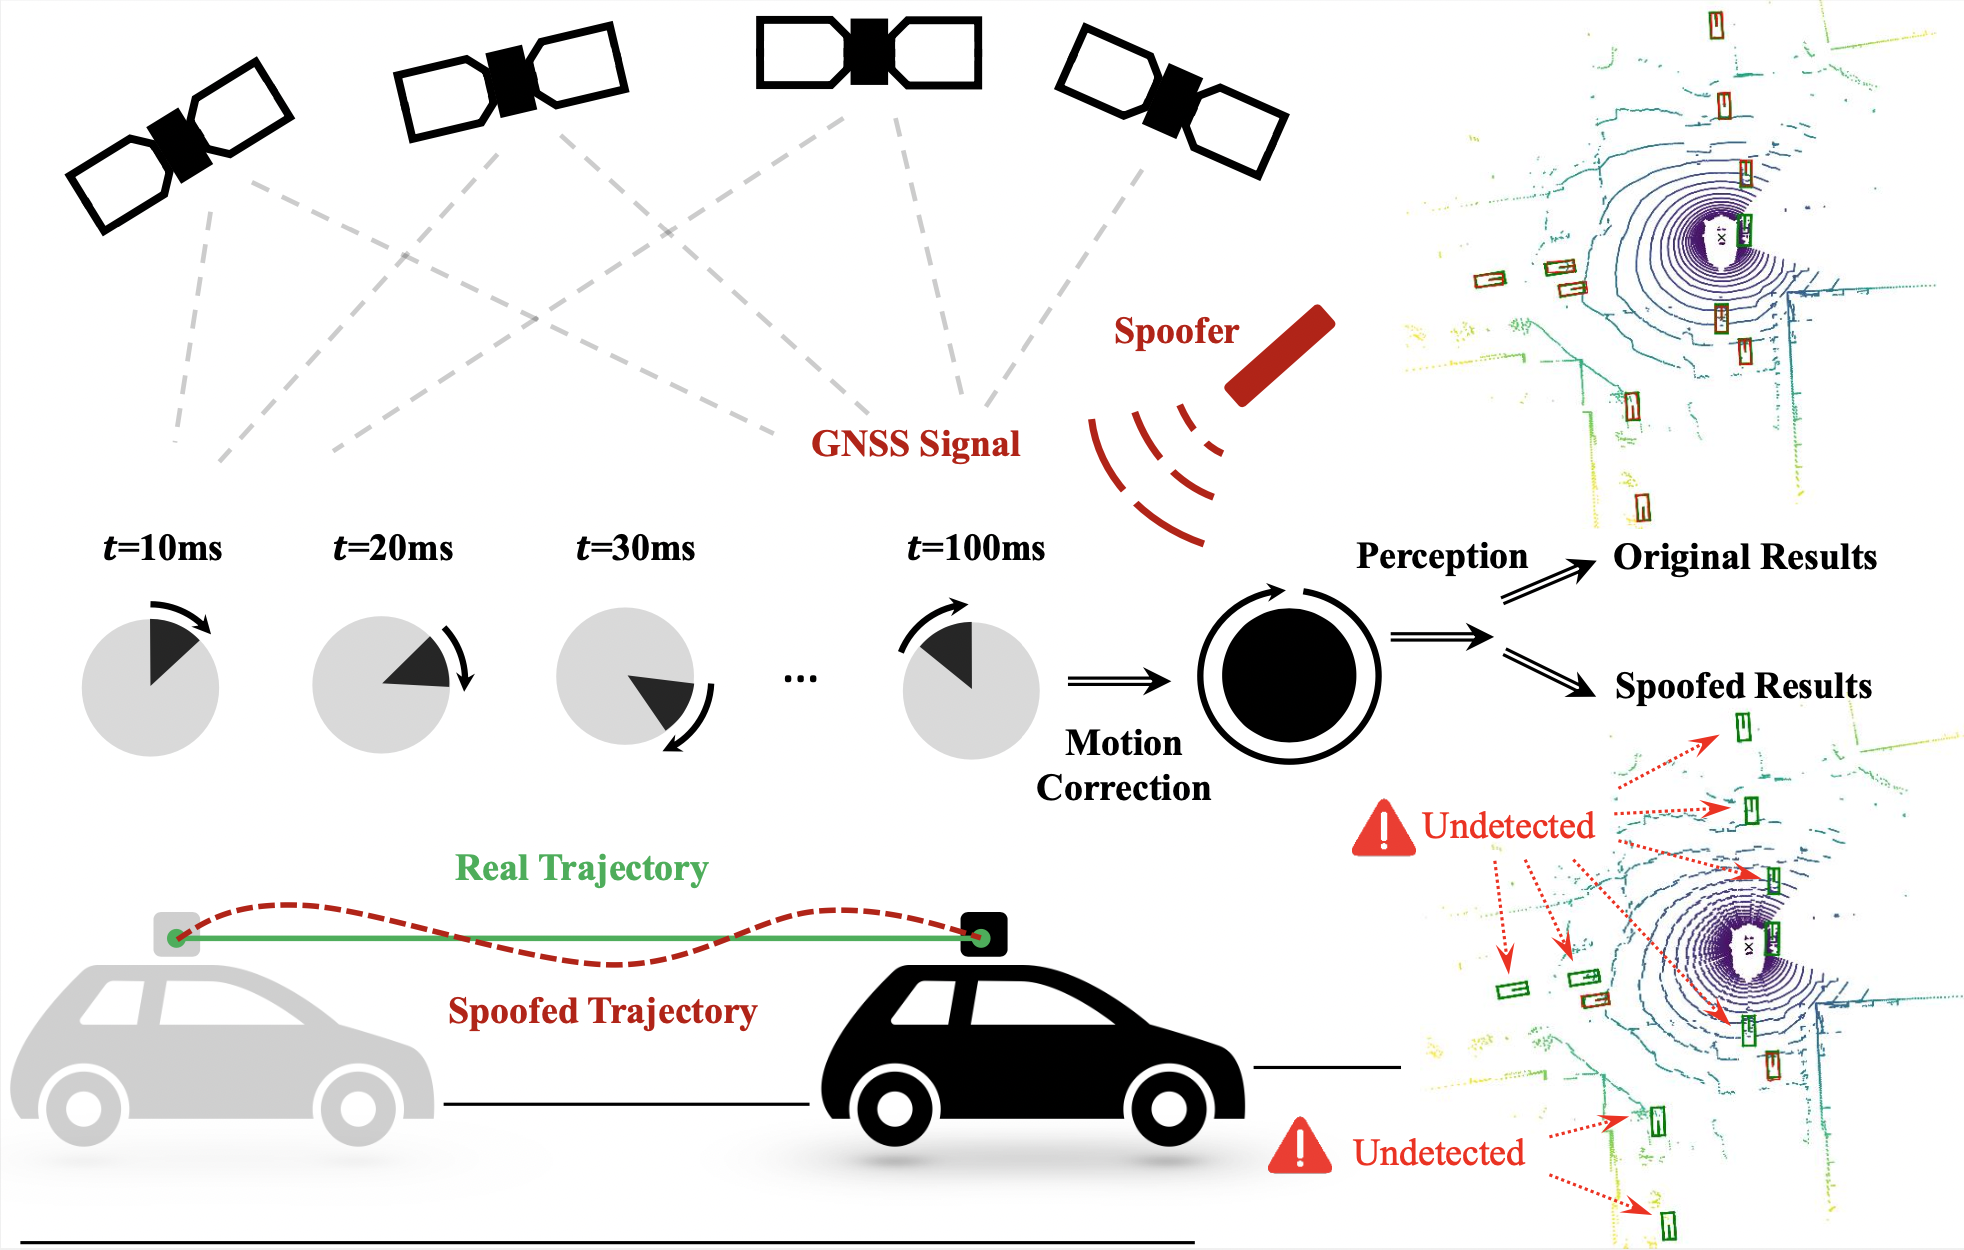 Spoofer
GNSS Signal
t=10ms
t=20ms
t=30ms
t=100ms
...
Motion
Correction
Perception
Original Results
Spoofed Results
Undetected
Real Trajectory
Spoofed Trajectory
Undetected